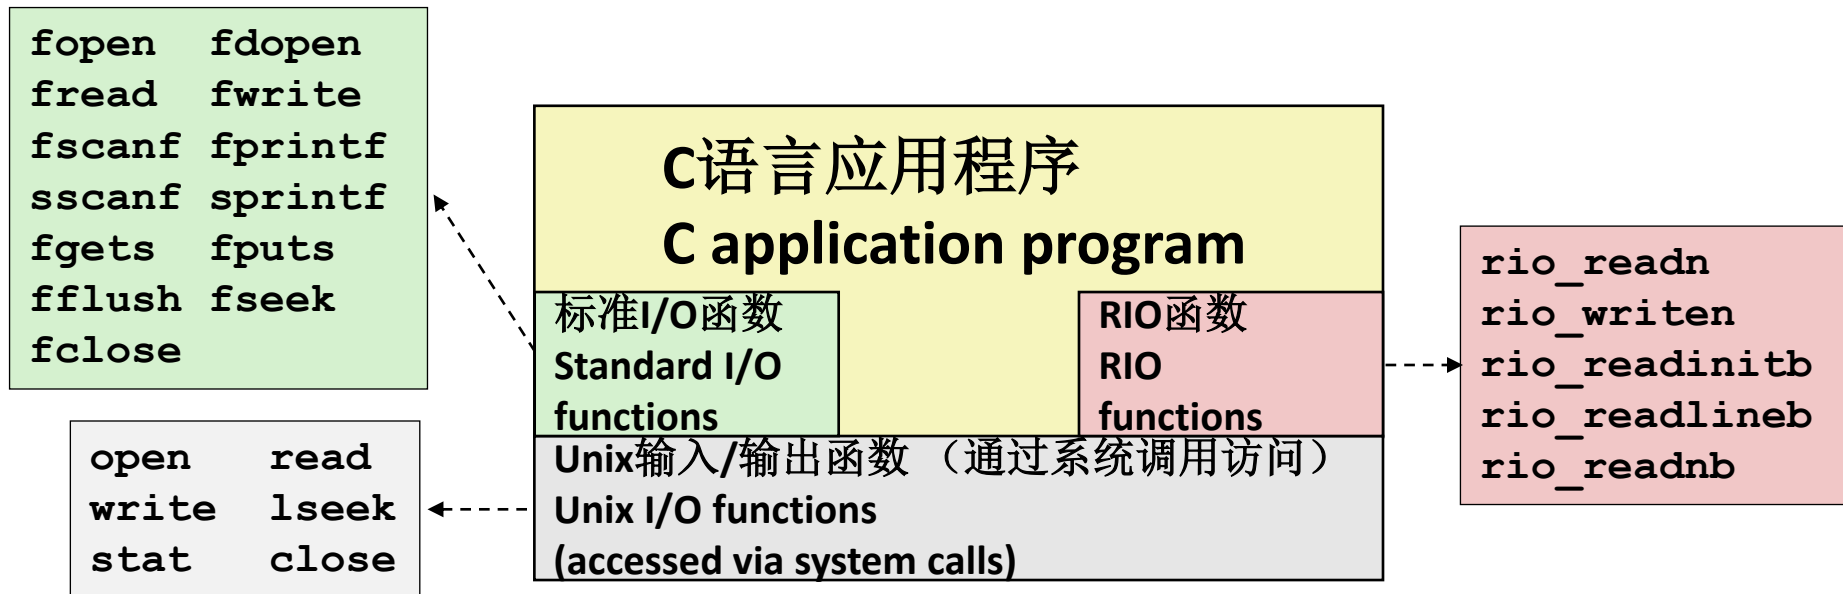 fopen fdopen
fread fwrite
fscanf fprintf
sscanf sprintf
fgets fputs
fflush fseek
fclose
C语言应用程序
C application program
标准I/O函数
Standard I/O
functions
RIO函数
RIO
functions
rio_readn
rio_writen
rio_readinitb
rio_readlineb
rio_readnb
Unix输入/输出函数 （通过系统调用访问）
Unix I/O functions
(accessed via system calls)
open read
write lseek
stat close